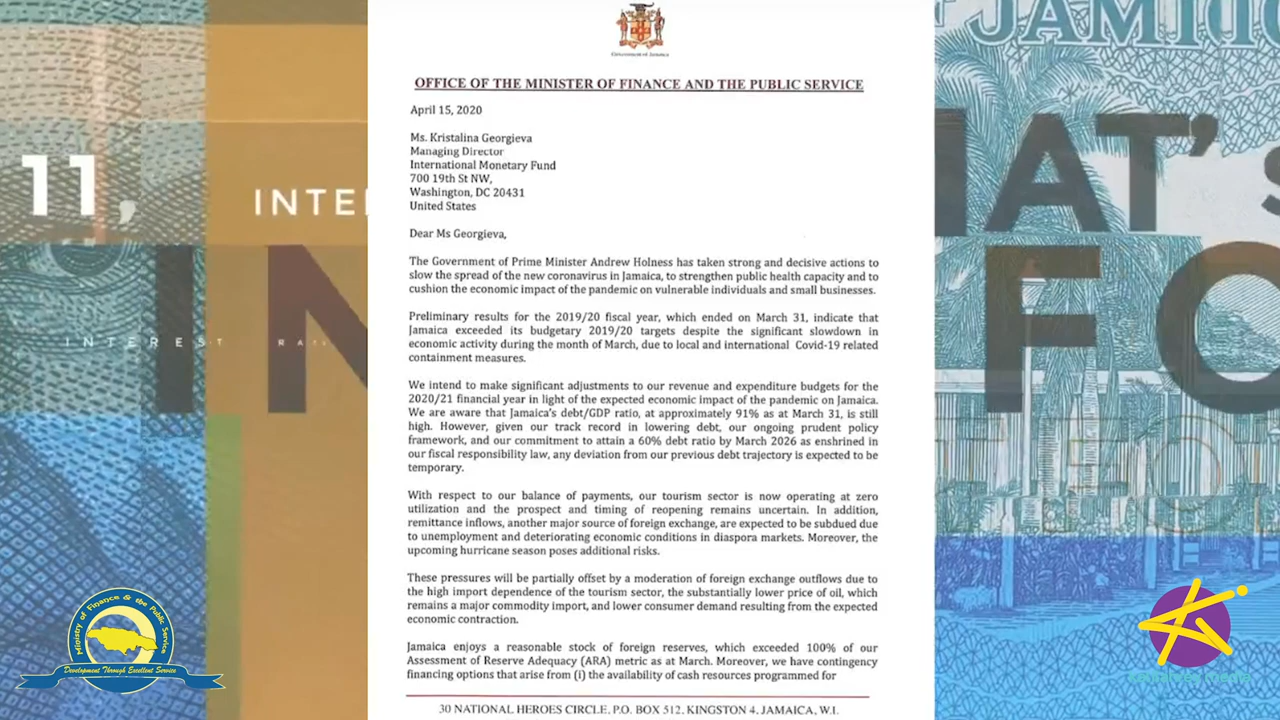 Government of Jamaica
OFFICE OF THE MINISTER OF FINANCE AND THE PUBLIC SERVICE
April 15, 2020
Ms. Kristalina Georgieva
Managing Director
International Monetary Fund
700 19th St NW,
Washington, DC 20431
United States
Dear Ms Georgieva,
The Government of Prime Minister Andrew Holness has taken strong and decisive actions to
slow the spread of the new coronavirus in Jamaica, to strengthen public health capacity and to
cushion the economic impact of the pandemic on vulnerable individuals and small businesses.
Preliminary results for the 2019/20 fiscal year, which ended on March 31, indicate that
Jamaica exceeded its budgetary 2019/20 targets despite the significant slowdown in
economic activity during the month of March, due to local and international Covid-19 related
containment measures.
We intend to make significant adjustments to our revenue and expenditure budgets for the
2020/21 financial year in light of the expected economic impact of the pandemic on Jamaica.
We are aware that Jamaica's debt/GDP ratio, at approximately 91% as at March 31, is still
high. However, given our track record in lowering debt, our ongoing prudent policy
framework, and our commitment to attain a 60% debt ratio by March 2026 as enshrined in
our fiscal responsibility law, any deviation from our previous debt trajectory is expected to be
temporary.
With respect to our balance of payments, our tourism sector is now operating at zero
utilization and the prospect and timing of reopening remains uncertain. In addition,
remittance inflows, another major source of foreign exchange, are expected to be subdued due
to unemployment and deteriorating economic conditions in diaspora markets. Moreover, the
upcoming hurricane season poses additional risks.
These pressures will be partially offset by a moderation of foreign exchange outflows due to
the high import dependence of the tourism sector, the substantially lower price of oil, which
remains a major commodity import, and lower consumer demand resulting from the expected
economic contraction.
Jamaica enjoys a reasonable stock of foreign reserves, which exceeded 100% of our
Assessment of Reserve Adequacy (ARA) metric as at March. Moreover, we have contingency
financing options that arise from (i) the availability of cash resources programmed for
30 NATIONAL HEROES CIRCLE, P.O. BOX 512, KINGSTON 4, JAMAICA, W.I.
11,
INTE
IN
INTEREST
HAT's
FO
Ministry of Finance & the Public Service
Development Through Excellent Service